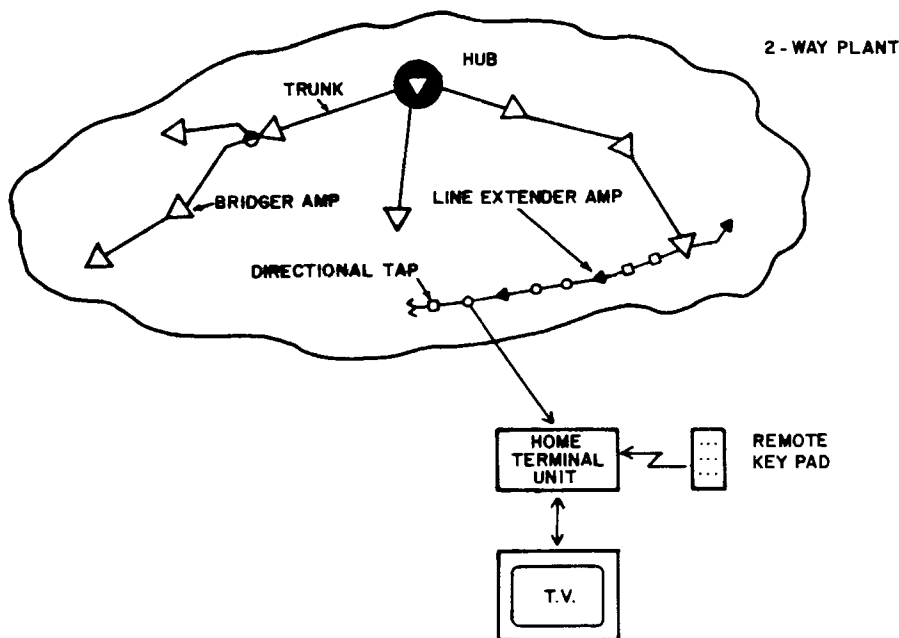 2-WAY PLANT
HUB
TRUNK
BRIDGER AMP
LINE EXTENDER AMP
DIRECTIONAL TAP
HOME
TERMINAL
UNIT
REMOTE
KEY PAD
T.V.